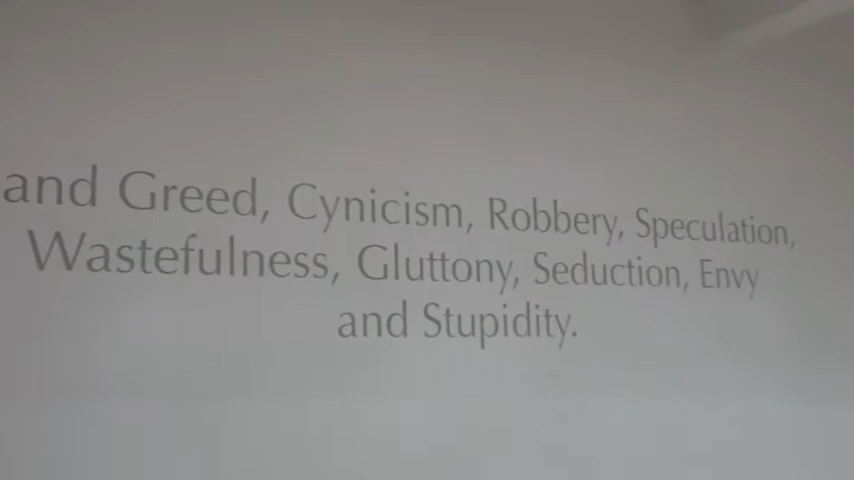 and Greed, Cynicism, Robbery, Speculation,
Wastefulness, Gluttony, Seduction, Envy
and Stupidity.